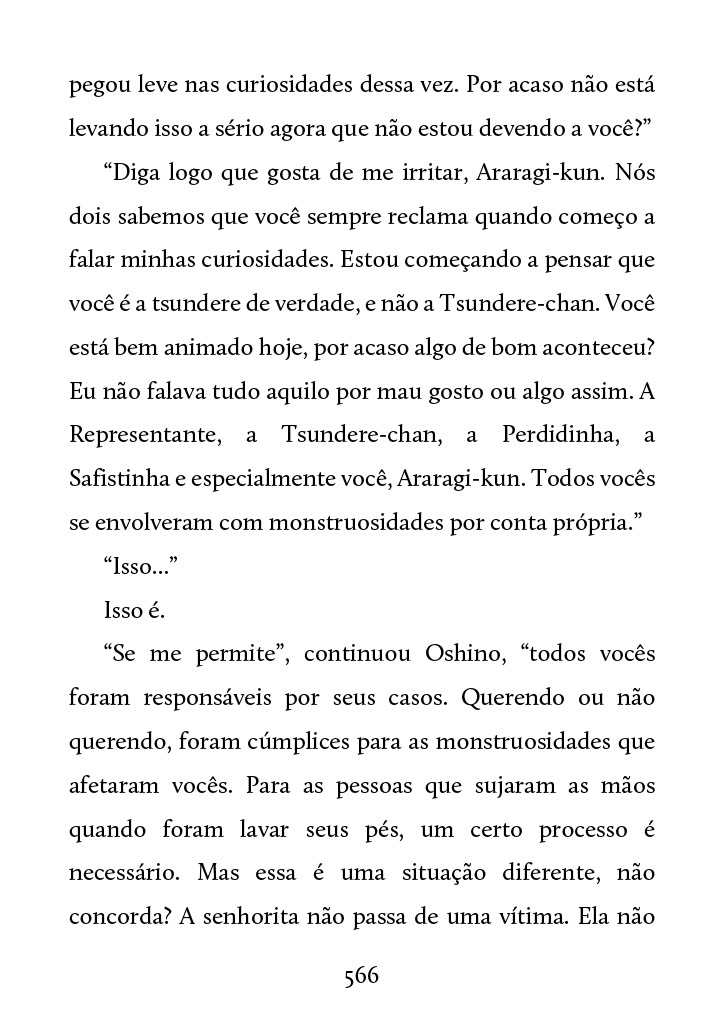 pegou leve nas curiosidades dessa vez. Por acaso não está
levando isso a sério agora que não estou devendo a você?”
“Diga logo que gosta de me irritar, Araragi-kun. Nós
dois sabemos que você sempre reclama quando começo a
falar minhas curiosidades. Estou começando a pensar que
você é a tsundere de verdade, e não a Tsundere-chan. Você
está bem animado hoje, por acaso algo de bom aconteceu?
Eu não falava tudo aquilo por mau gosto ou algo assim. A
Representante, a Tsundere-chan, a Perdidinha, a
Safistinha e especialmente você, Araragi-kun. Todos vocês
se envolveram com monstruosidades por conta própria.”
“Isso...”
Isso é.
“Se me permite”, continuou Oshino, “todos vocês
foram responsáveis por seus casos. Querendo ou não
querendo, foram cúmplices para as monstruosidades que
afetaram vocês. Para as pessoas que sujaram as mãos
quando foram lavar seus pés, um certo processo é
necessário. Mas essa é uma situação diferente, não
concorda? A senhorita não passa de uma vítima. Ela não
566